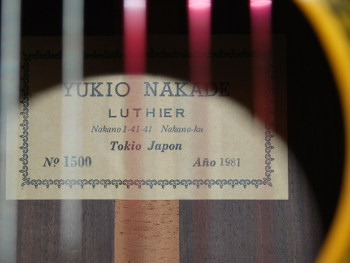 YUKIO NAKADE
LUTHIER
Nakano 1-41-41 Nakano-ku
Tokio Japon
Nº 1500 Año 1981